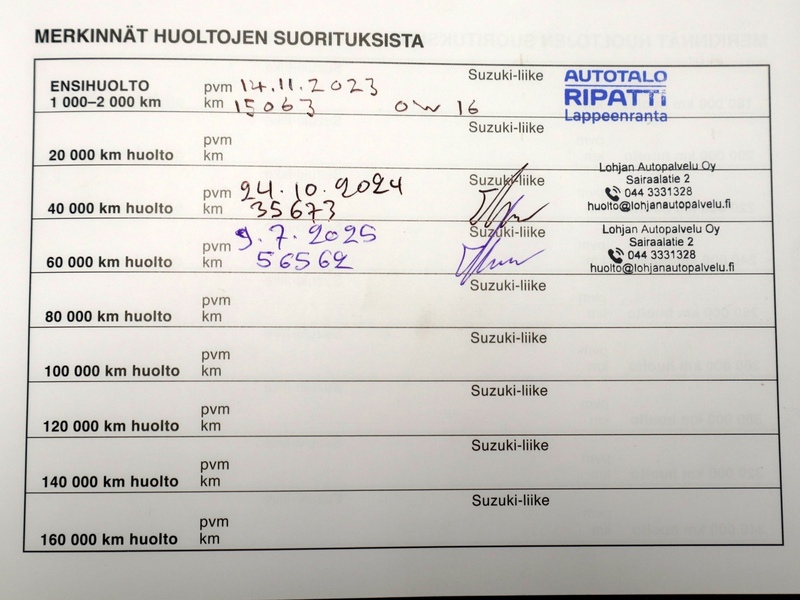 MERKINNÄT HUOLTOJEN SUORITUKSISTA
ENSIHUOLTO pvm 14.11.2023 Suzuki-liike AUTOTALO
1 000–2 000 km km 15063 0W 16 RIPATTI
Lappeenranta
pvm Suzuki-liike
20 000 km huolto km
pvm 24.10.2024 Suzuki-liike Lohjan Autopalvelu Oy
Sairaalatie 2
40 000 km huolto km 35673 044 3331328
huolto@lohjanautopalvelu.fi
pvm 9.7.2025 Suzuki-liike Lohjan Autopalvelu Oy
Sairaalatie 2
60 000 km huolto km 56562 044 3331328
huolto@lohjanautopalvelu.fi
pvm Suzuki-liike
80 000 km huolto km
pvm Suzuki-liike
100 000 km huolto km
pvm Suzuki-liike
120 000 km huolto km
pvm Suzuki-liike
140 000 km huolto km
pvm Suzuki-liike
160 000 km huolto km